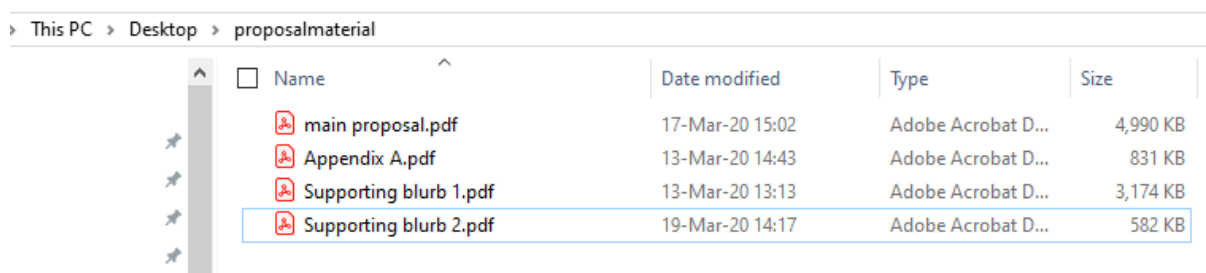 > This PC > Desktop > proposalmaterial
Name Date modified Type Size
main proposal.pdf 17-Mar-20 15:02 Adobe Acrobat D... 4,990 KB
Appendix A.pdf 13-Mar-20 14:43 Adobe Acrobat D... 831 KB
Supporting blurb 1.pdf 13-Mar-20 13:13 Adobe Acrobat D... 3,174 KB
Supporting blurb 2.pdf 19-Mar-20 14:17 Adobe Acrobat D... 582 KB